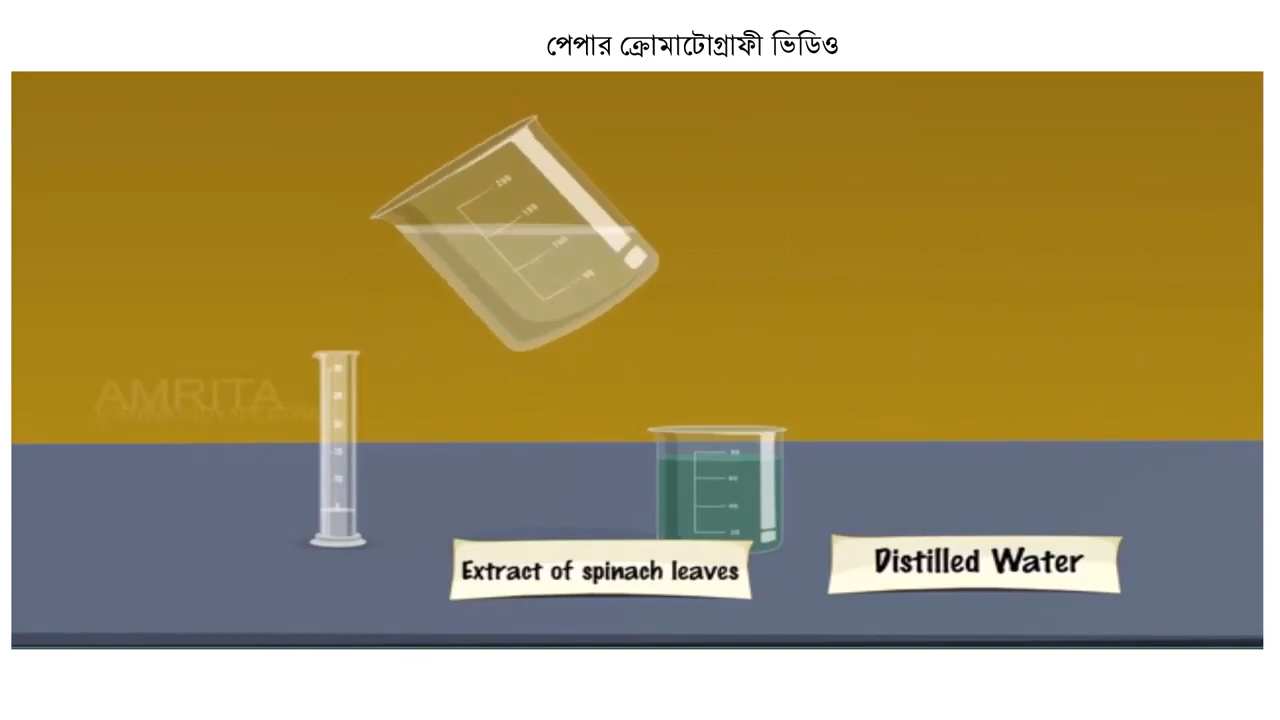 পেপার ক্রোমাটোগ্রাফী ভিডিও
AMRITA
Extract of spinach leaves
Distilled Water